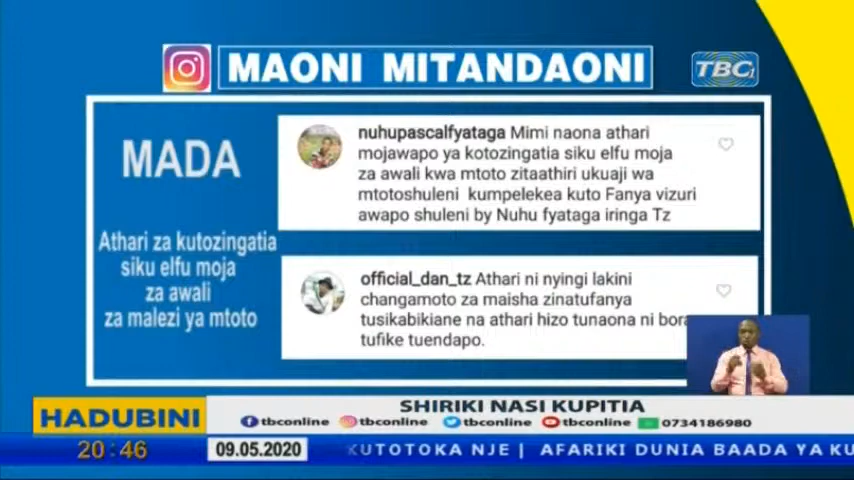 MAONI MITANDAONI
TBC1
MADA
Athari za kutozingatia
siku elfu moja
za awali
za malezi ya mtoto
nuhupascalfyataga Mimi naona athari
mojawapo ya kotozingatia siku elfu moja
za awali kwa mtoto zitaathiri ukuaji wa
mtotoshuleni kumpelekea kuto Fanya vizuri
awapo shuleni by Nuhu fyataga iringa Tz
official_dan_tz Athari ni nyingi lakini
changamoto za maisha zinatufanya
tusikabikiane na athari hizo tunaona ni bora
tufike tuendapo.
HADUBINI
SHIRIKI NASI KUPITIA
tbconline tbconline tbconline tbconline 0734186980
20:46
09.05.2020
KUTOTOKA NJE | AFARIKI DUNIA BAADA YA KU